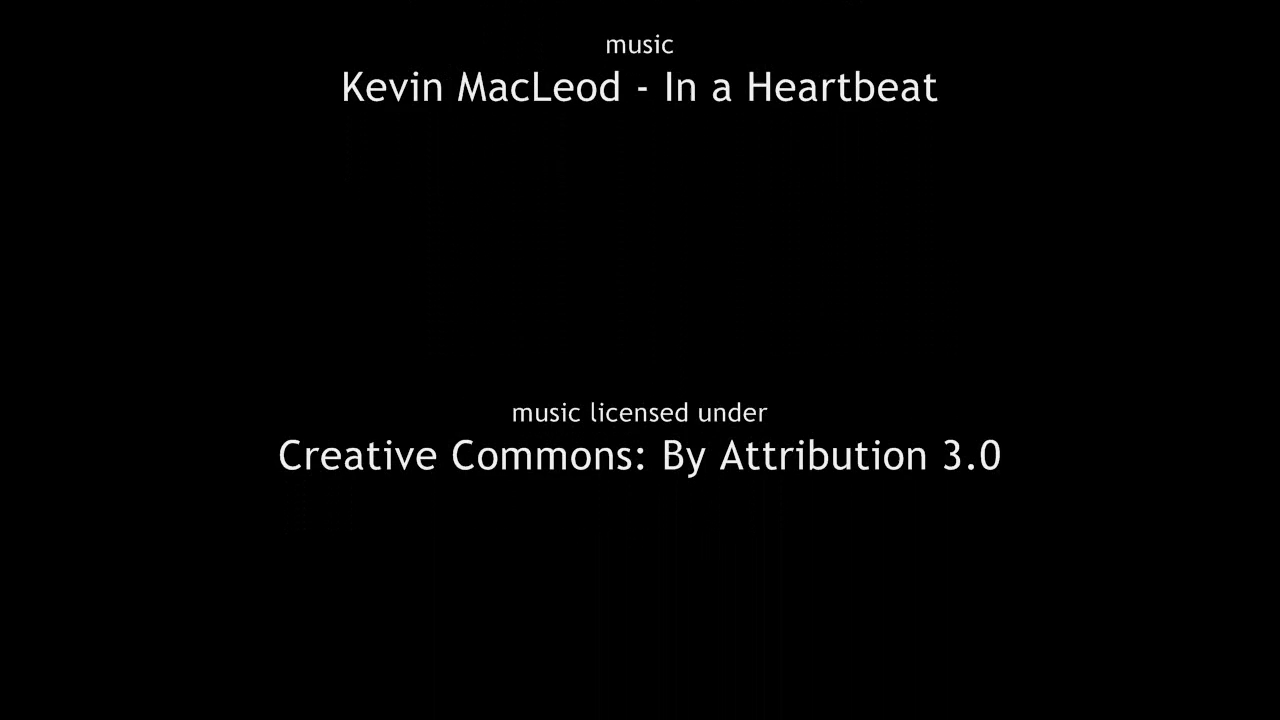 music
Kevin MacLeod - In a Heartbeat
music licensed under
Creative Commons: By Attribution 3.0